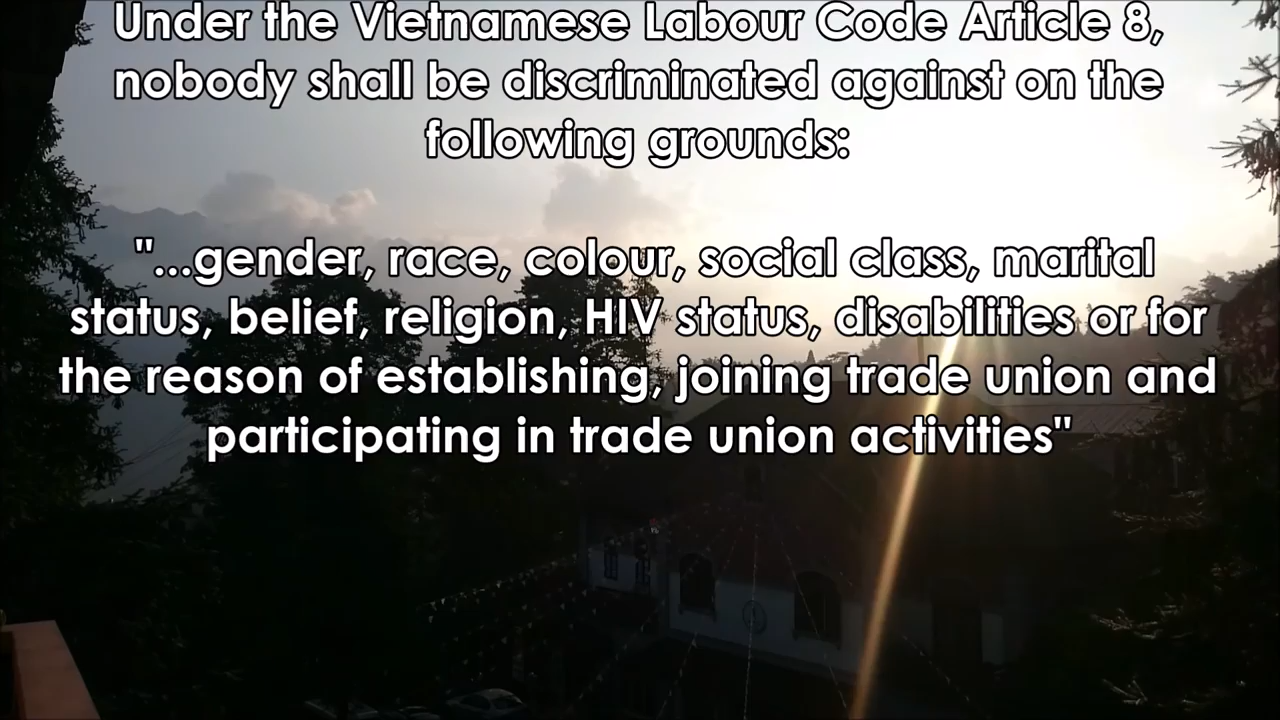 Under the Vietnamese Labour Code Article 8,
nobody shall be discriminated against on the
following grounds:
"...gender, race, colour, social class, marital
status, belief, religion, HIV status, disabilities or for
the reason of establishing, joining trade union and
participating in trade union activities"